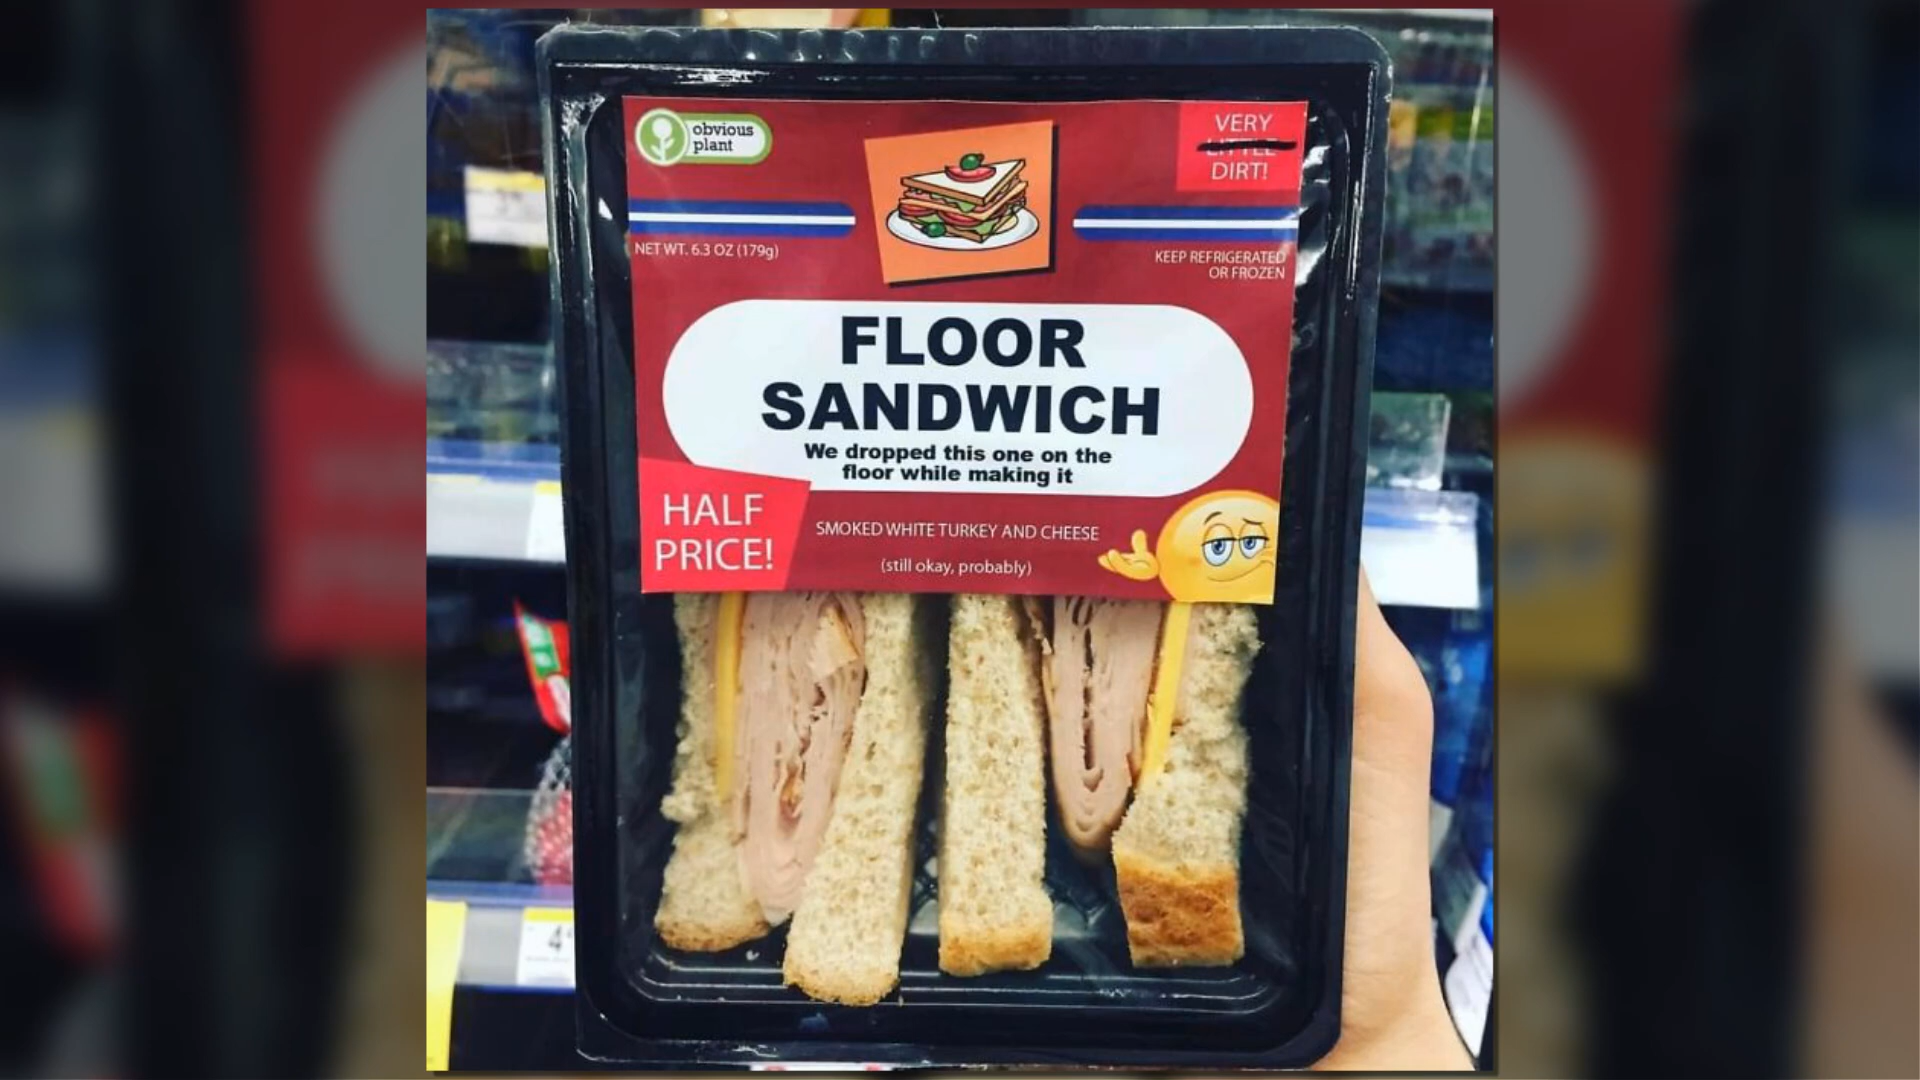 obvious
plant
VERY
LITTLE
DIRT!
NET WT. 6.3 OZ (179g)
KEEP REFRIGERATED
OR FROZEN
FLOOR
SANDWICH
We dropped this one on the
floor while making it
HALF
PRICE!
SMOKED WHITE TURKEY AND CHEESE
(still okay, probably)
4